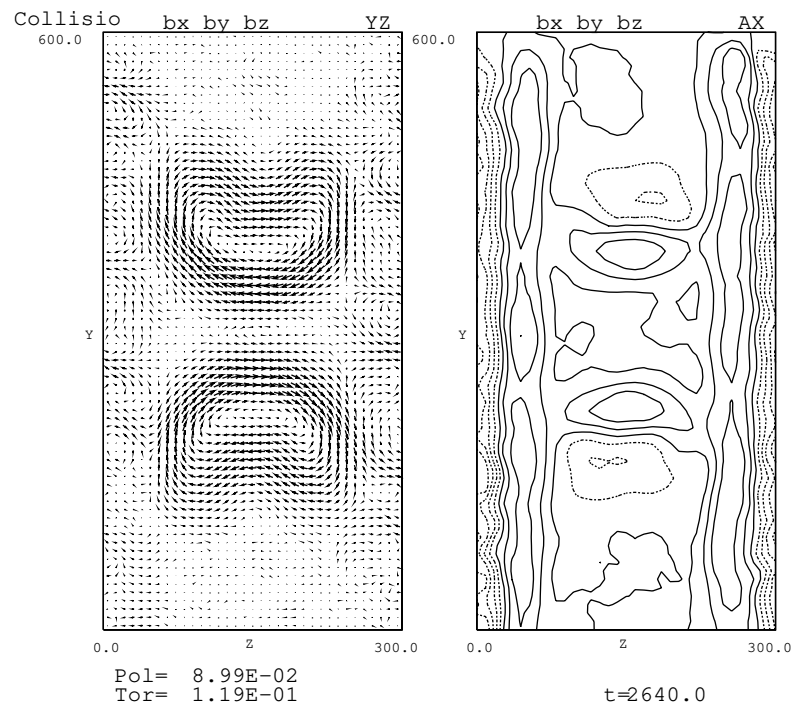 Collisio bx by bz YZ bx by bz AX
600.0 600.0
Y Y
0.0 Z 300.0 0.0 Z 300.0
Pol= 8.99E-02
Tor= 1.19E-01 t=2640.0